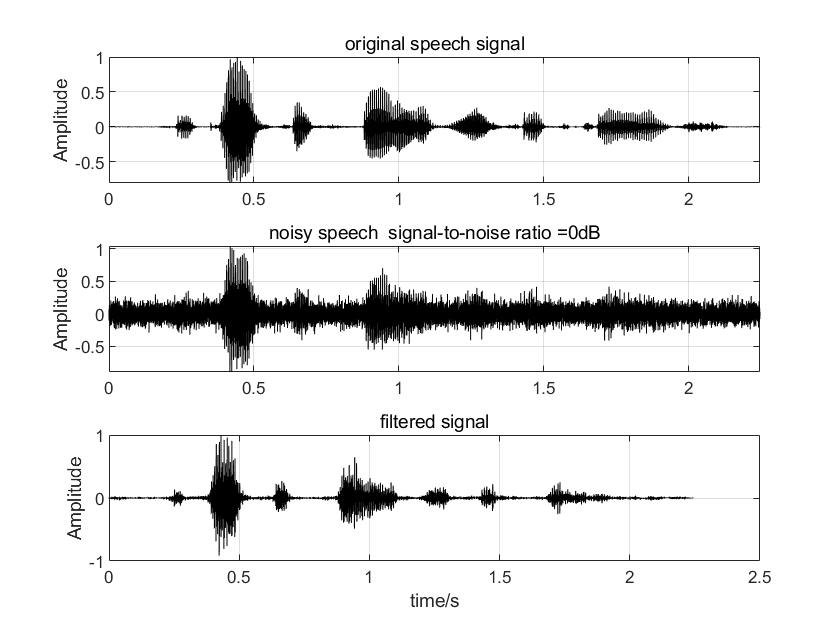 original speech signal
Amplitude
1
0.5
0
-0.5
0 0.5 1 1.5 2
noisy speech  signal-to-noise ratio =0dB
Amplitude
1
0.5
0
-0.5
0 0.5 1 1.5 2
filtered signal
Amplitude
1
0
-1
0 0.5 1 1.5 2 2.5
time/s